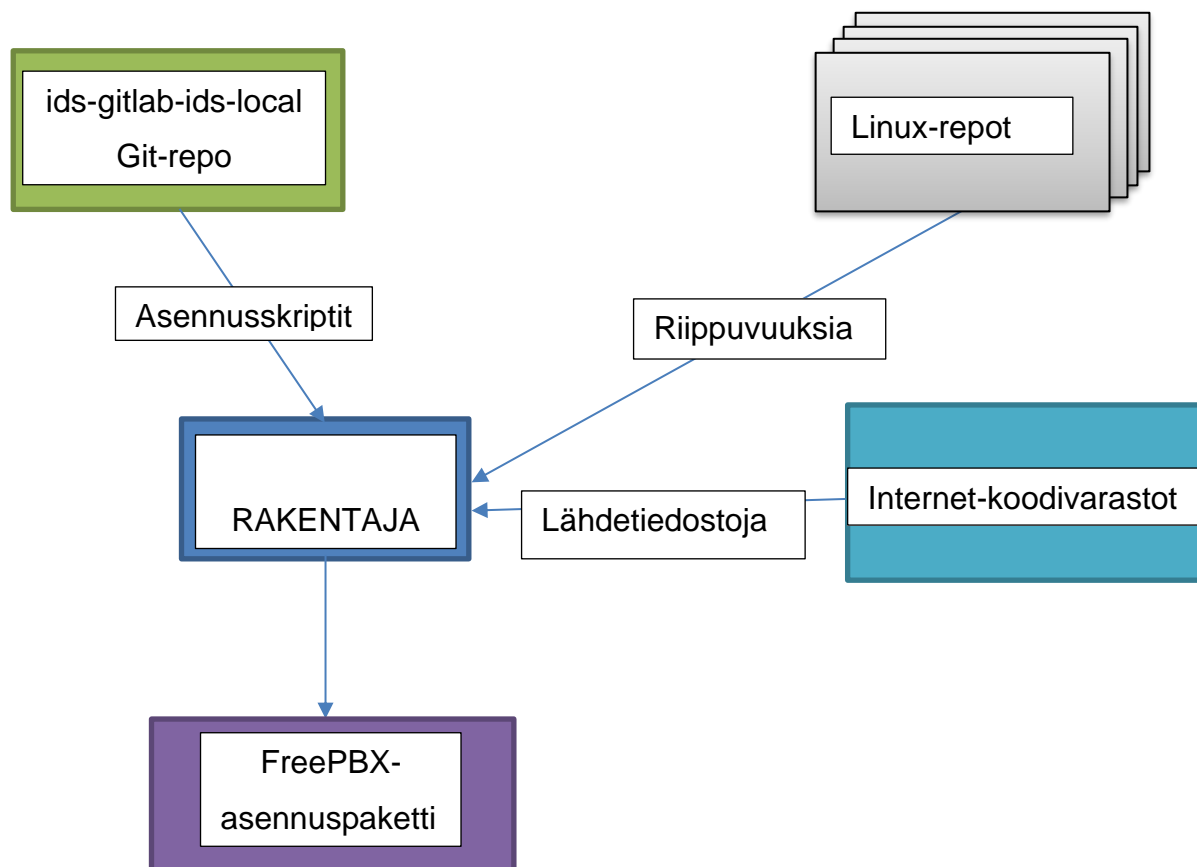 ids-gitlab-ids-local
Git-repo
Linux-repot
Asennusskriptit
Riippuvuuksia
RAKENTAJA
Lähdetiedostoja
Internet-koodivarastot
FreePBX-
asennuspaketti